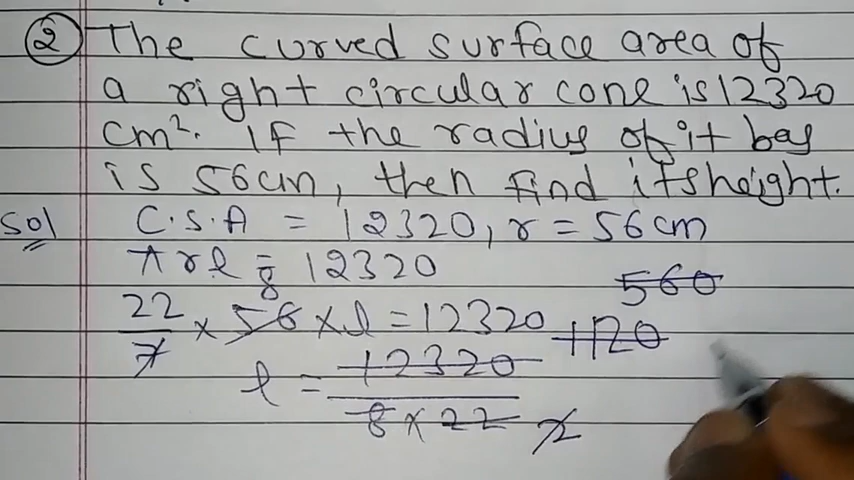 ② The curved surface area of
a right circular cone is 12320
cm². If the radius of it bas
is 56cm, then find its height.
Sol C.S.A = 12320, r = 56cm
πrl = 12320
8 560
22/7 × 56 × l = 12320
1120
l = 12320
8 × 22 2